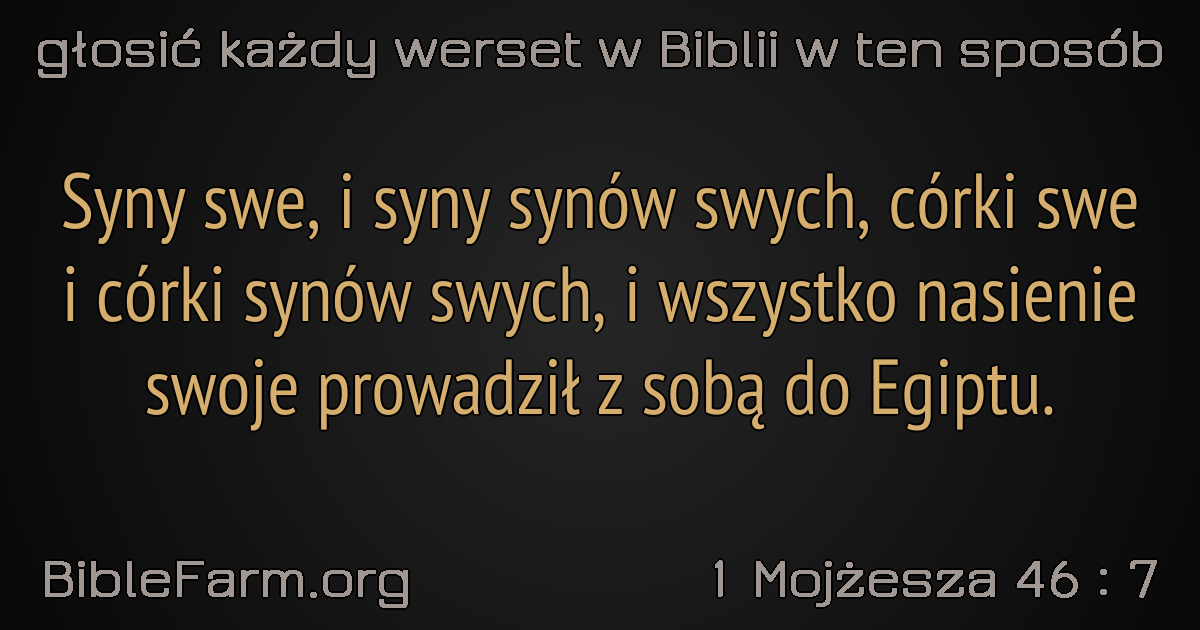 głosić każdy werset w Biblii w ten sposób
Syny swe, i syny synów swych, córki swe
i córki synów swych, i wszystko nasienie
swoje prowadził z sobą do Egiptu.
BibleFarm.org
1 Mojżesza 46 : 7